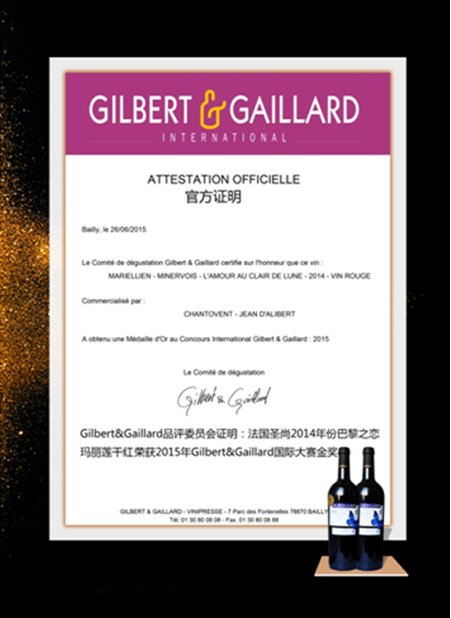 GILBERT & GAILLARD
INTERNATIONAL
ATTESTATION OFFICIELLE
官方证明
Bailly, le 26/06/2015
Le Comité de dégustation Gilbert & Gaillard certifie sur l'honneur que ce vin :
MARIELLIEN - MINERVOIS - L'AMOUR AU CLAIR DE LUNE - 2014 - VIN ROUGE
Commercialisé par :
CHANTOVENT - JEAN D'ALIBERT
A obtenu une Médaille d'Or au Concours International Gilbert & Gaillard : 2015
Le Comité de dégustation
Gilbert & Gaillard
Gilbert&Gaillard品评委员会证明：法国圣尚2014年份巴黎之恋
玛丽莲干红荣获2015年Gilbert&Gaillard国际大赛金奖
GILBERT & GAILLARD - VINIPRESSE - 7 Parc des Fontenelles 78870 BAILLY
Tél. 01 30 80 08 08 - Fax. 01 30 80 08 88